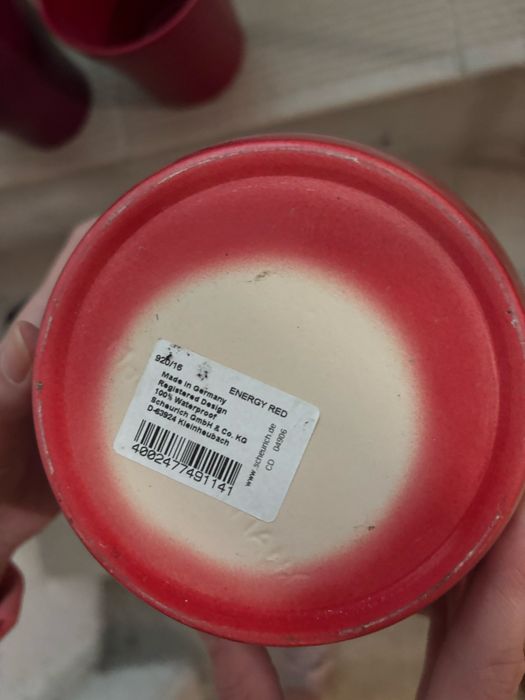 920/16
ENERGY RED
Made in Germany
Registered Design
100% Waterproof
Scheurich GmbH & Co. KG
D-63924 Kleinheubach
4002477491141
www.scheurich.de
CD 04906